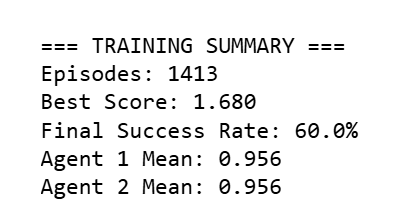 === TRAINING SUMMARY ===
Episodes: 1413
Best Score: 1.680
Final Success Rate: 60.0%
Agent 1 Mean: 0.956
Agent 2 Mean: 0.956